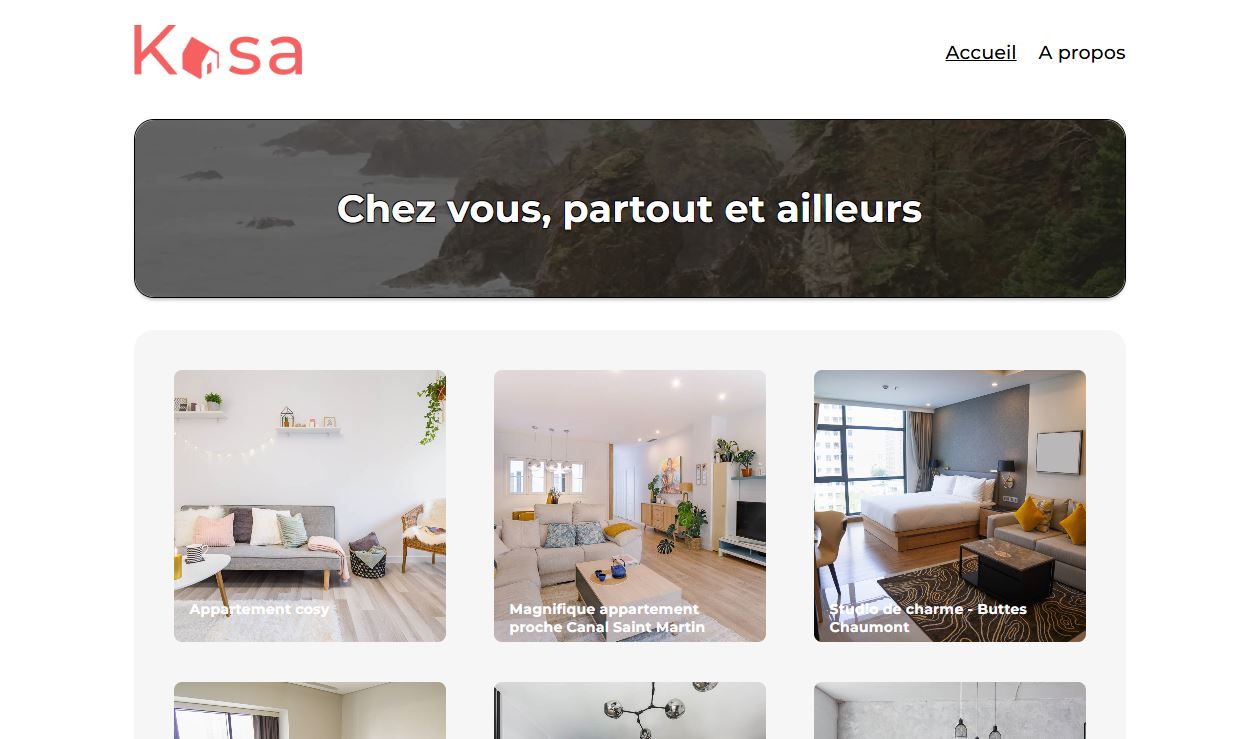 Kasa
Accueil A propos
Chez vous, partout et ailleurs
Appartement cosy
Magnifique appartement
proche Canal Saint Martin
Studio de charme - Buttes
Chaumont